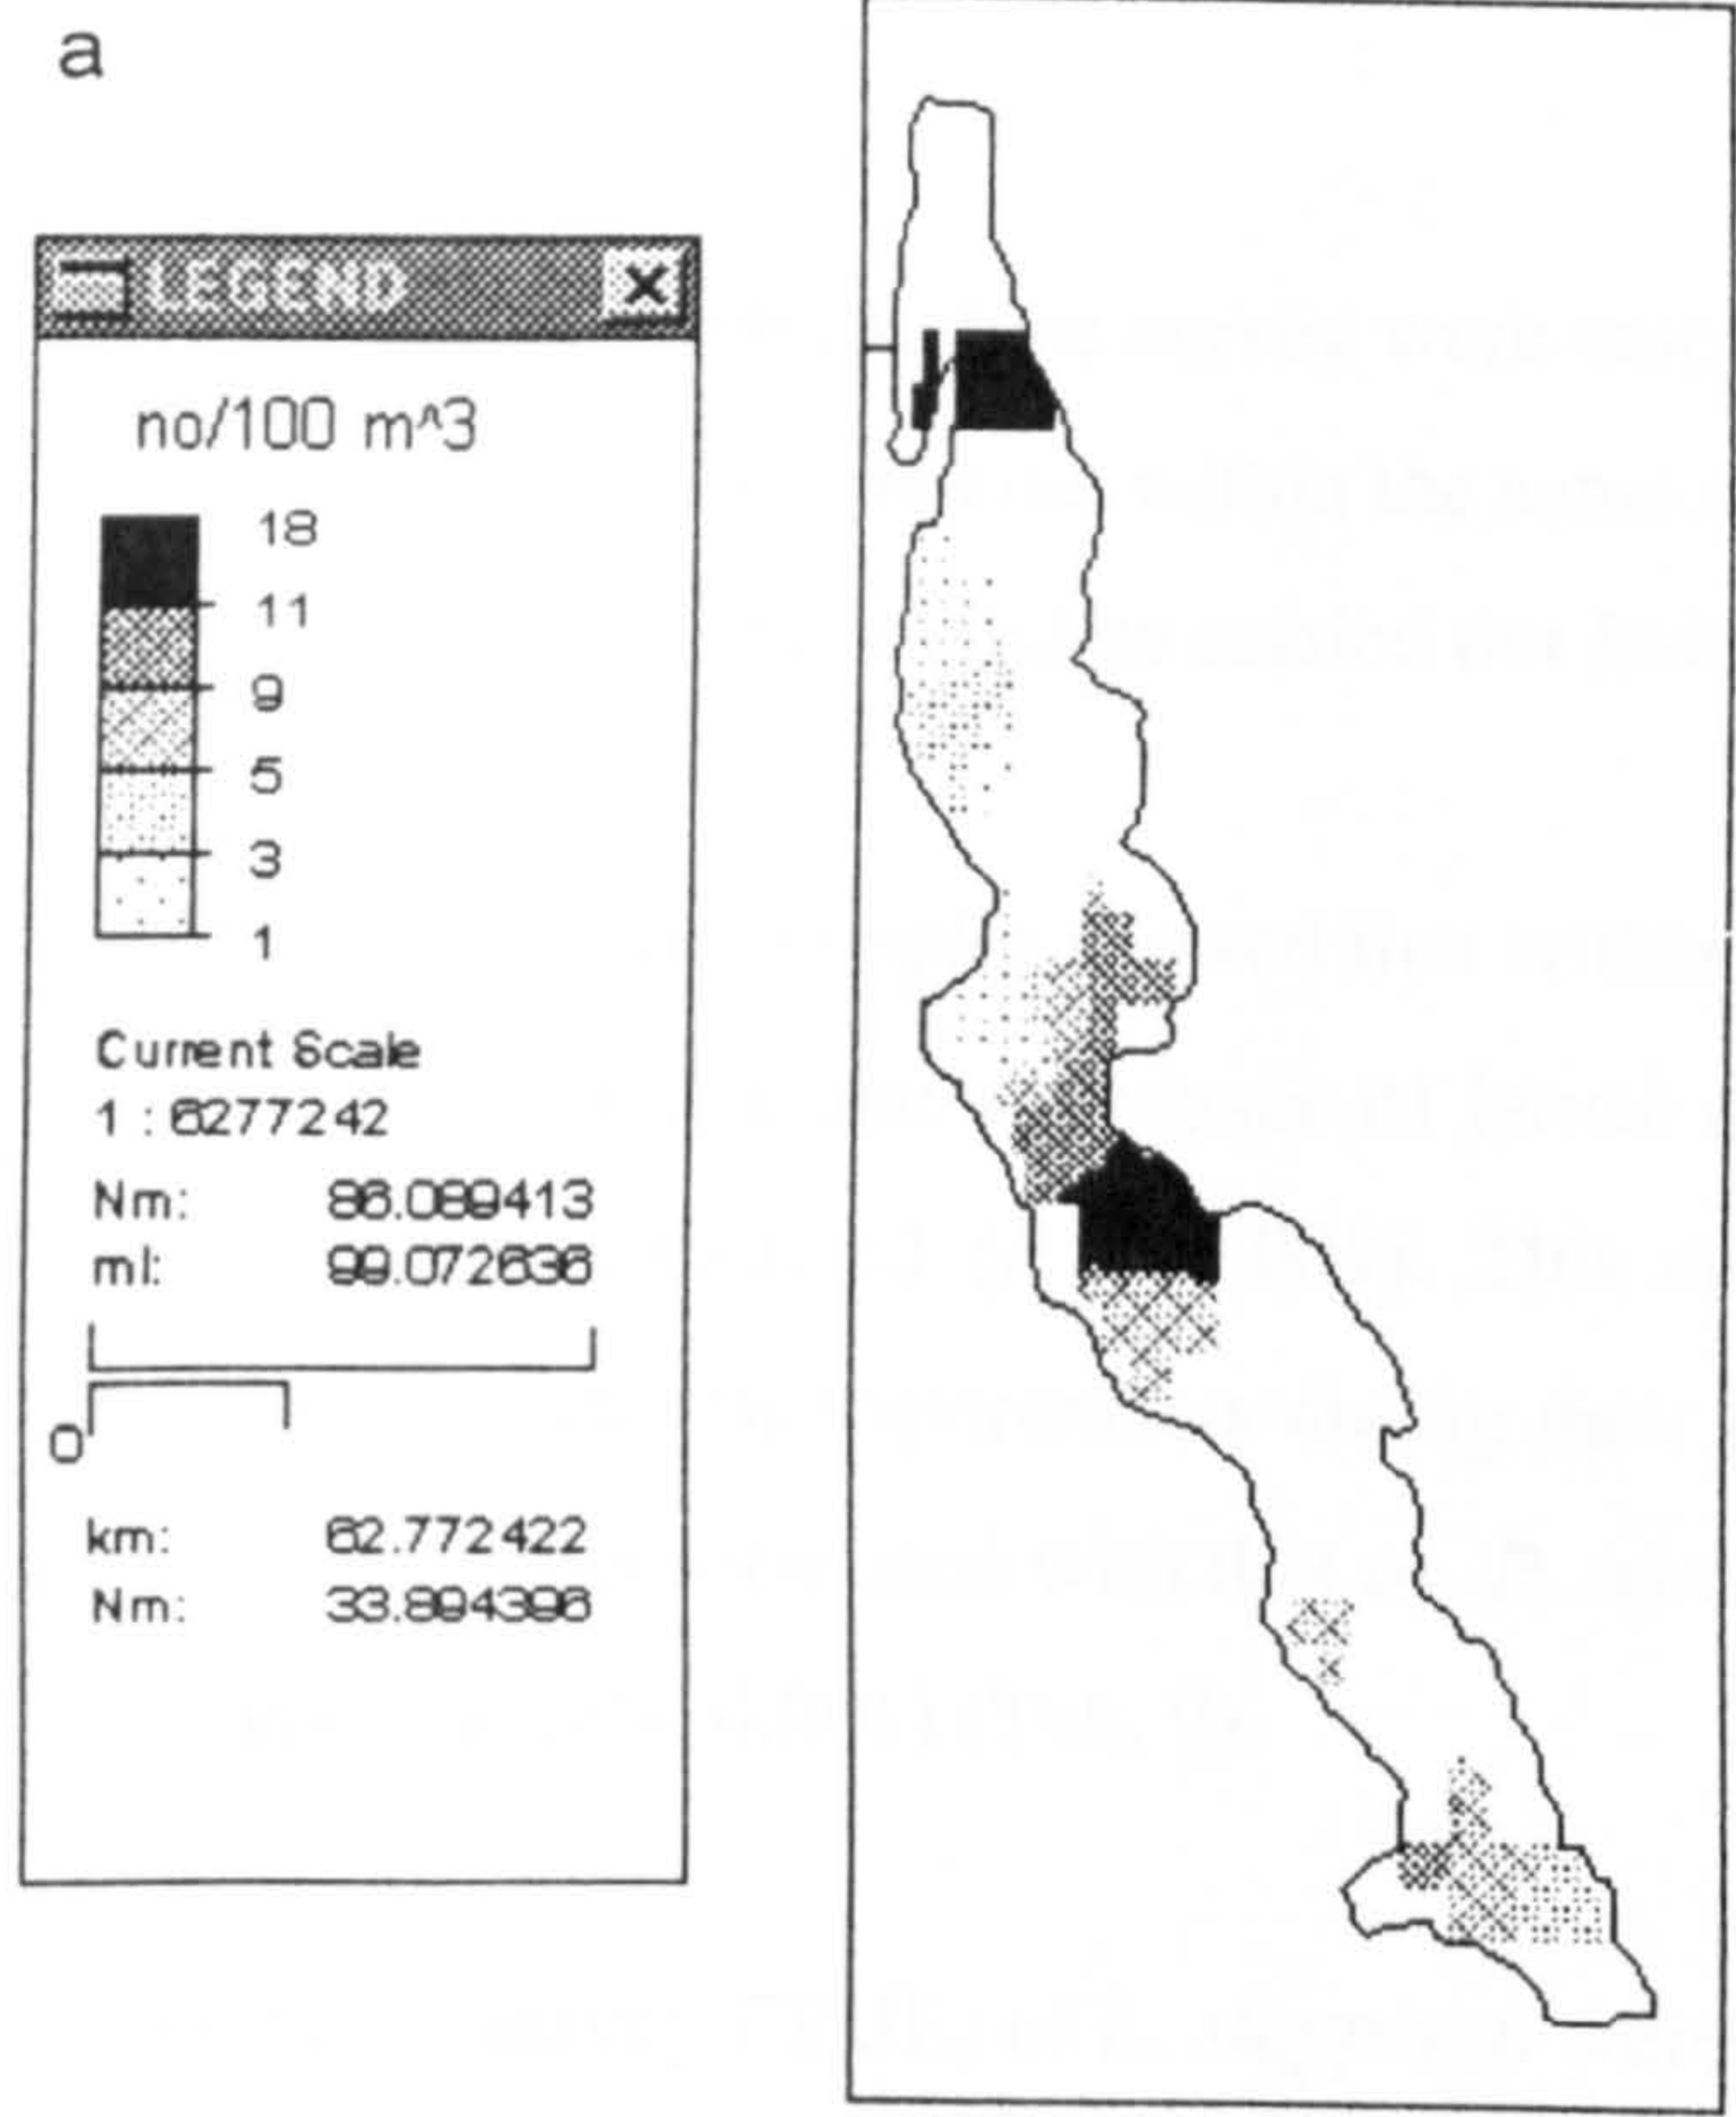 a
LEGEND
no/100 m^3
18
11
9
5
3
1
Current Scale
1 : 6277242
Nm: 86.089413
ml: 99.072636
0
km: 62.772422
Nm: 33.894396